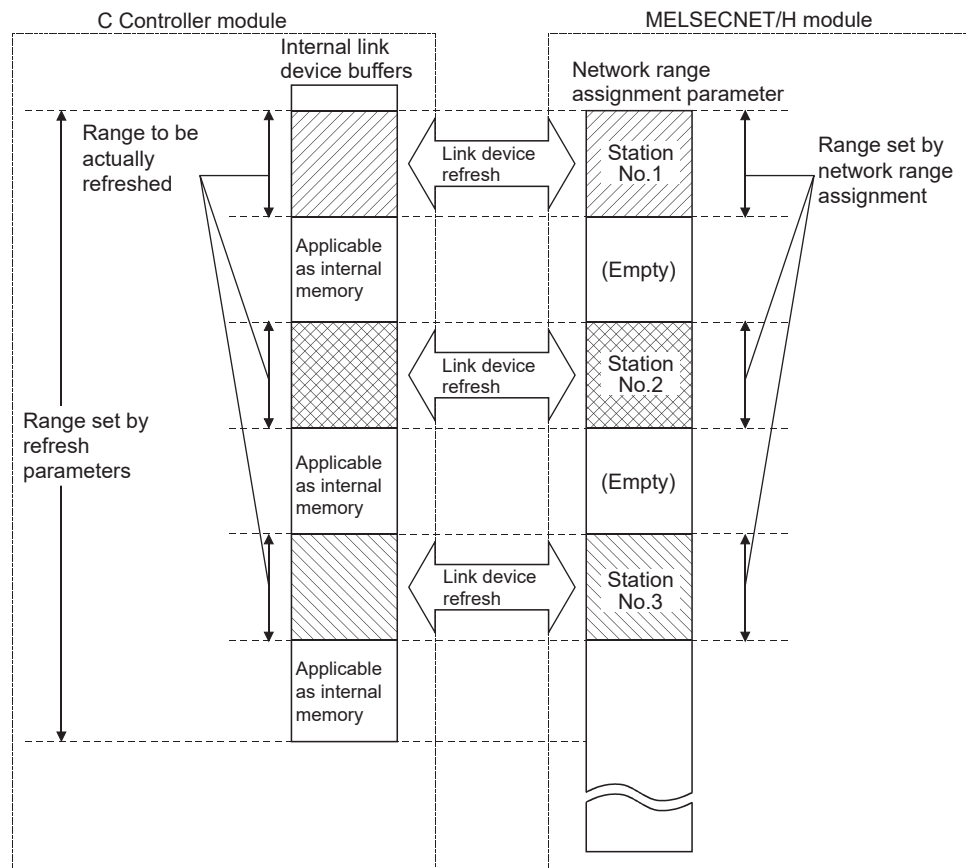 C Controller module
MELSECNET/H module
Internal link
device buffers
Network range
assignment parameter
Range to be
actually
refreshed
Link device
refresh
Station
No.1
Range set by
network range
assignment
Applicable
as internal
memory
(Empty)
Link device
refresh
Station
No.2
Range set by
refresh
parameters
Applicable
as internal
memory
(Empty)
Link device
refresh
Station
No.3
Applicable
as internal
memory